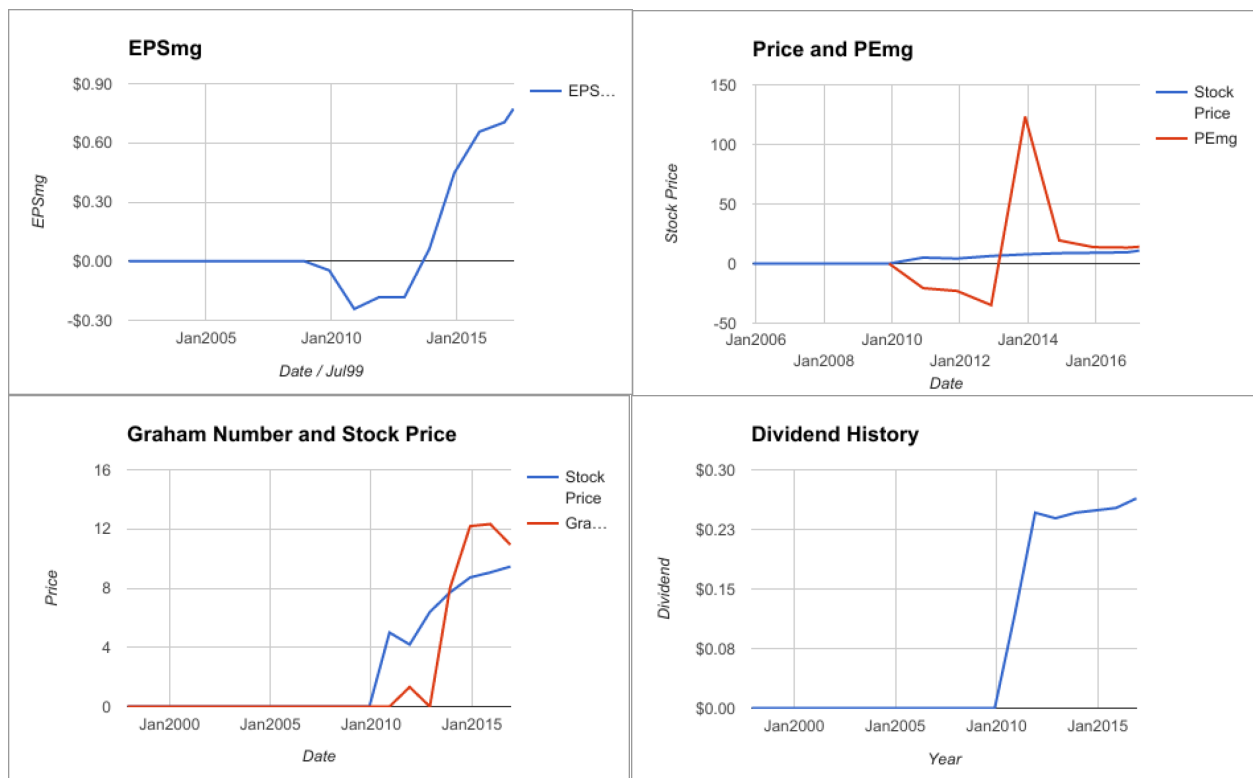 EPSmg
$0.90
$0.60
$0.30
$0.00
-$0.30
EPSmg
Jan2005
Jan2010
Jan2015
Date / Jul99
EPS…
Price and PEmg
150
100
50
0
-50
Stock Price
Jan2006
Jan2008
Jan2010
Jan2012
Jan2014
Jan2016
Date
Stock
Price
PEmg
Graham Number and Stock Price
16
12
8
4
0
Price
Jan2000
Jan2005
Jan2010
Jan2015
Date
Stock
Price
Gra…
Dividend History
$0.30
$0.23
$0.15
$0.08
$0.00
Dividend
Jan2000
Jan2005
Jan2010
Jan2015
Year